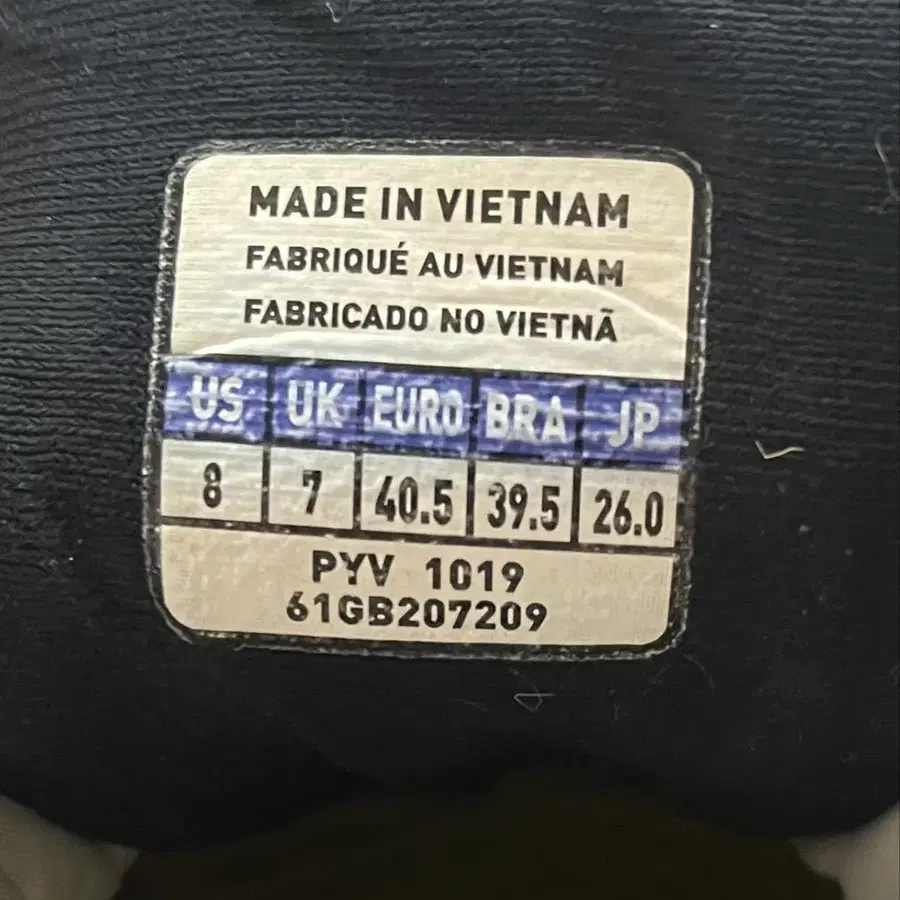 MADE IN VIETNAM
FABRIQUÉ AU VIETNAM
FABRICADO NO VIETNÃ
US UK EURO BRA JP
8 7 40.5 39.5 26.0
PYV 1019
61GB207209